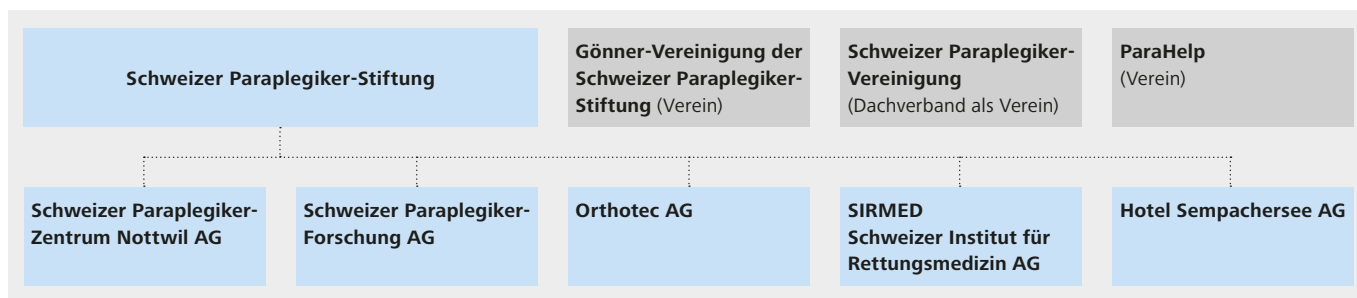 Schweizer Paraplegiker-Stiftung
Gönner-Vereinigung der
Schweizer Paraplegiker-
Stiftung (Verein)
Schweizer Paraplegiker-
Vereinigung
(Dachverband als Verein)
ParaHelp
(Verein)
Schweizer Paraplegiker-
Zentrum Nottwil AG
Schweizer Paraplegiker-
Forschung AG
Orthotec AG
SIRMED
Schweizer Institut für
Rettungsmedizin AG
Hotel Sempachersee AG